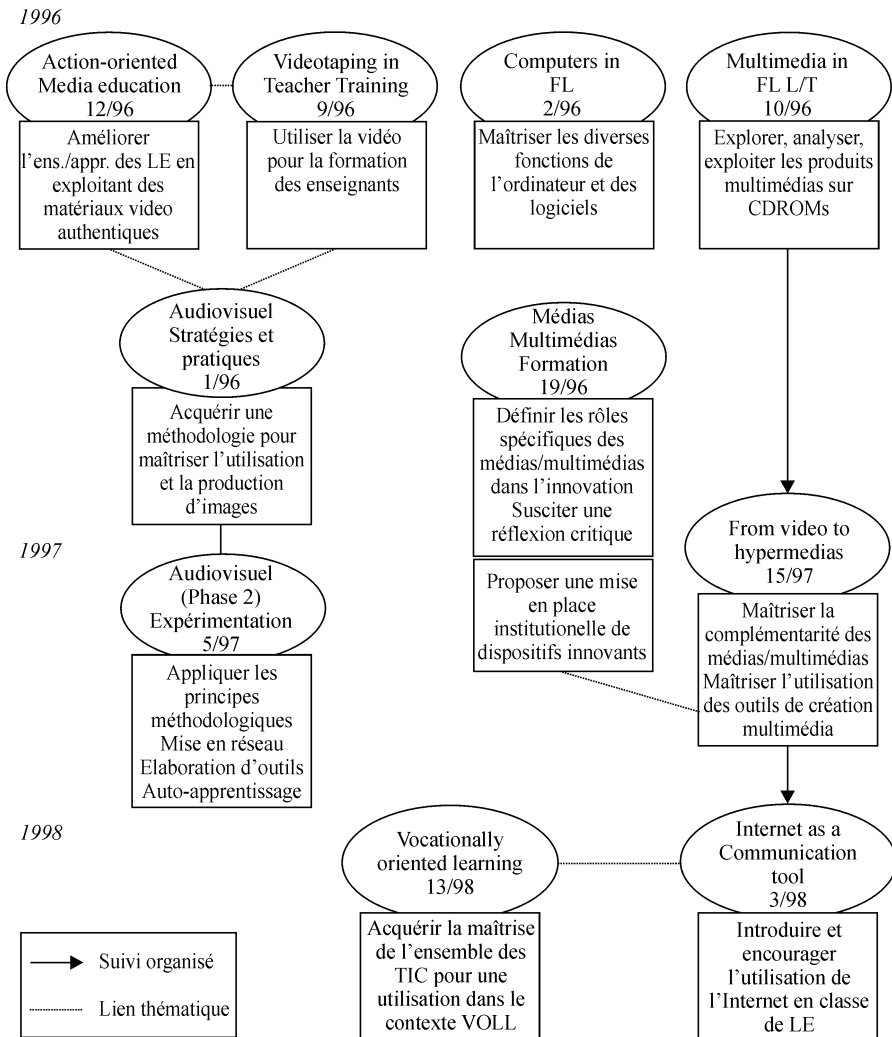 1996
Action-oriented
Media education
12/96
Améliorer
l’ens./appr. des LE en
exploitant des
matériaux video
authentiques
Videotaping in
Teacher Training
9/96
Utiliser la vidéo
pour la formation
des enseignants
Computers in
FL
2/96
Maîtriser les diverses
fonctions de
l’ordinateur et des
logiciels
Multimedia in
FL L/T
10/96
Explorer, analyser,
exploiter les produits
multimédias sur
CDROMs
Audiovisuel
Stratégies et
pratiques
1/96
Acquérir une
méthodologie pour
maîtriser l’utilisation
et la production
d’images
Médias
Multimédias
Formation
19/96
Définir les rôles
spécifiques des
médias/multimédias
dans l’innovation
Susciter une
réflexion critique
Proposer une mise
en place
institutionelle de
dispositifs innovants
1997
Audiovisuel
(Phase 2)
Expérimentation
5/97
Appliquer les
principes
méthodologiques
Mise en réseau
Elaboration d’outils
Auto-apprentissage
From video to
hypermedias
15/97
Maîtriser la
complémentarité des
médias/multimédias
Maîtriser l’utilisation
des outils de création
multimédia
1998
Vocationally
oriented learning
13/98
Acquérir la maîtrise
de l’ensemble des
TIC pour une
utilisation dans le
contexte VOLL
Internet as a
Communication
tool
3/98
Introduire et
encourager
l’utilisation de
l’Internet en classe
de LE
Suivi organisé
Lien thématique